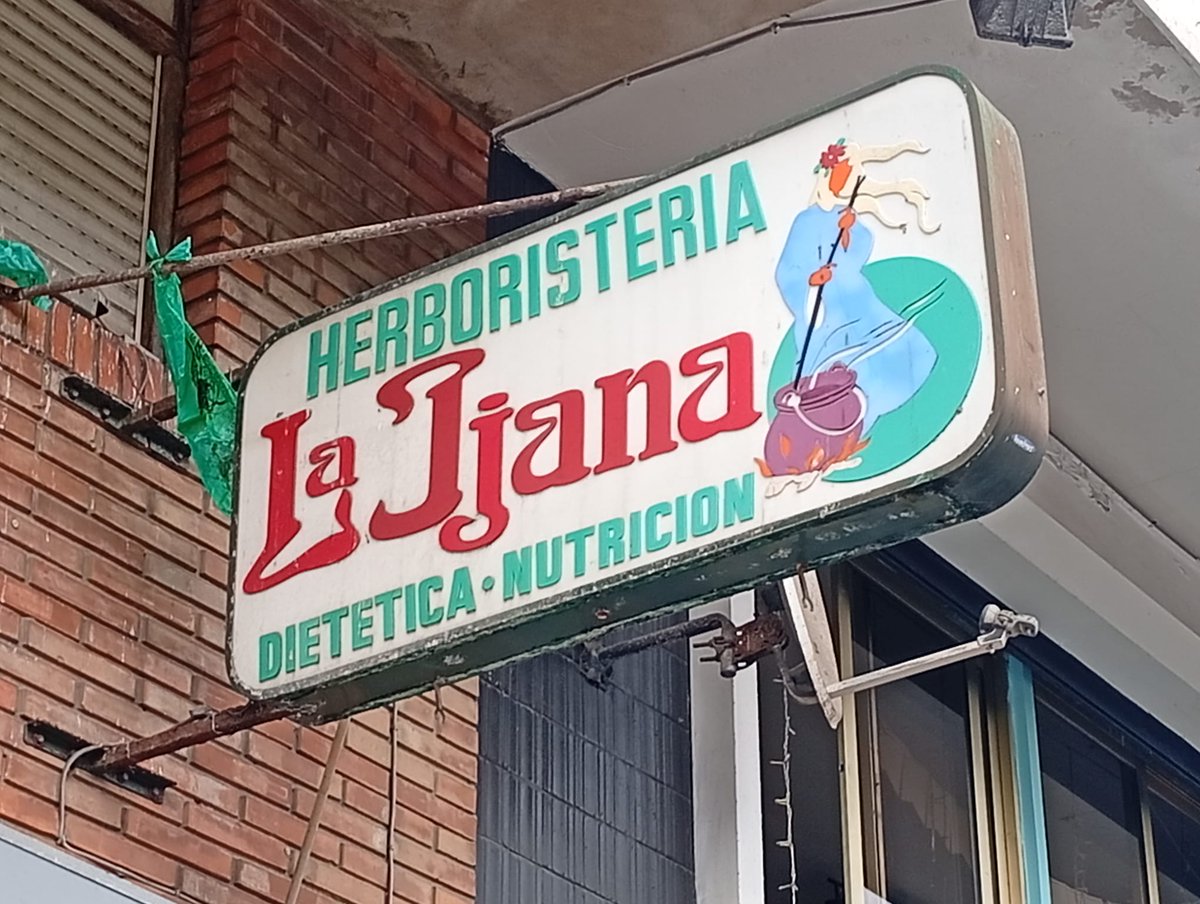 HERBORISTERIA
La Ijana
DIETETICA · NUTRICION